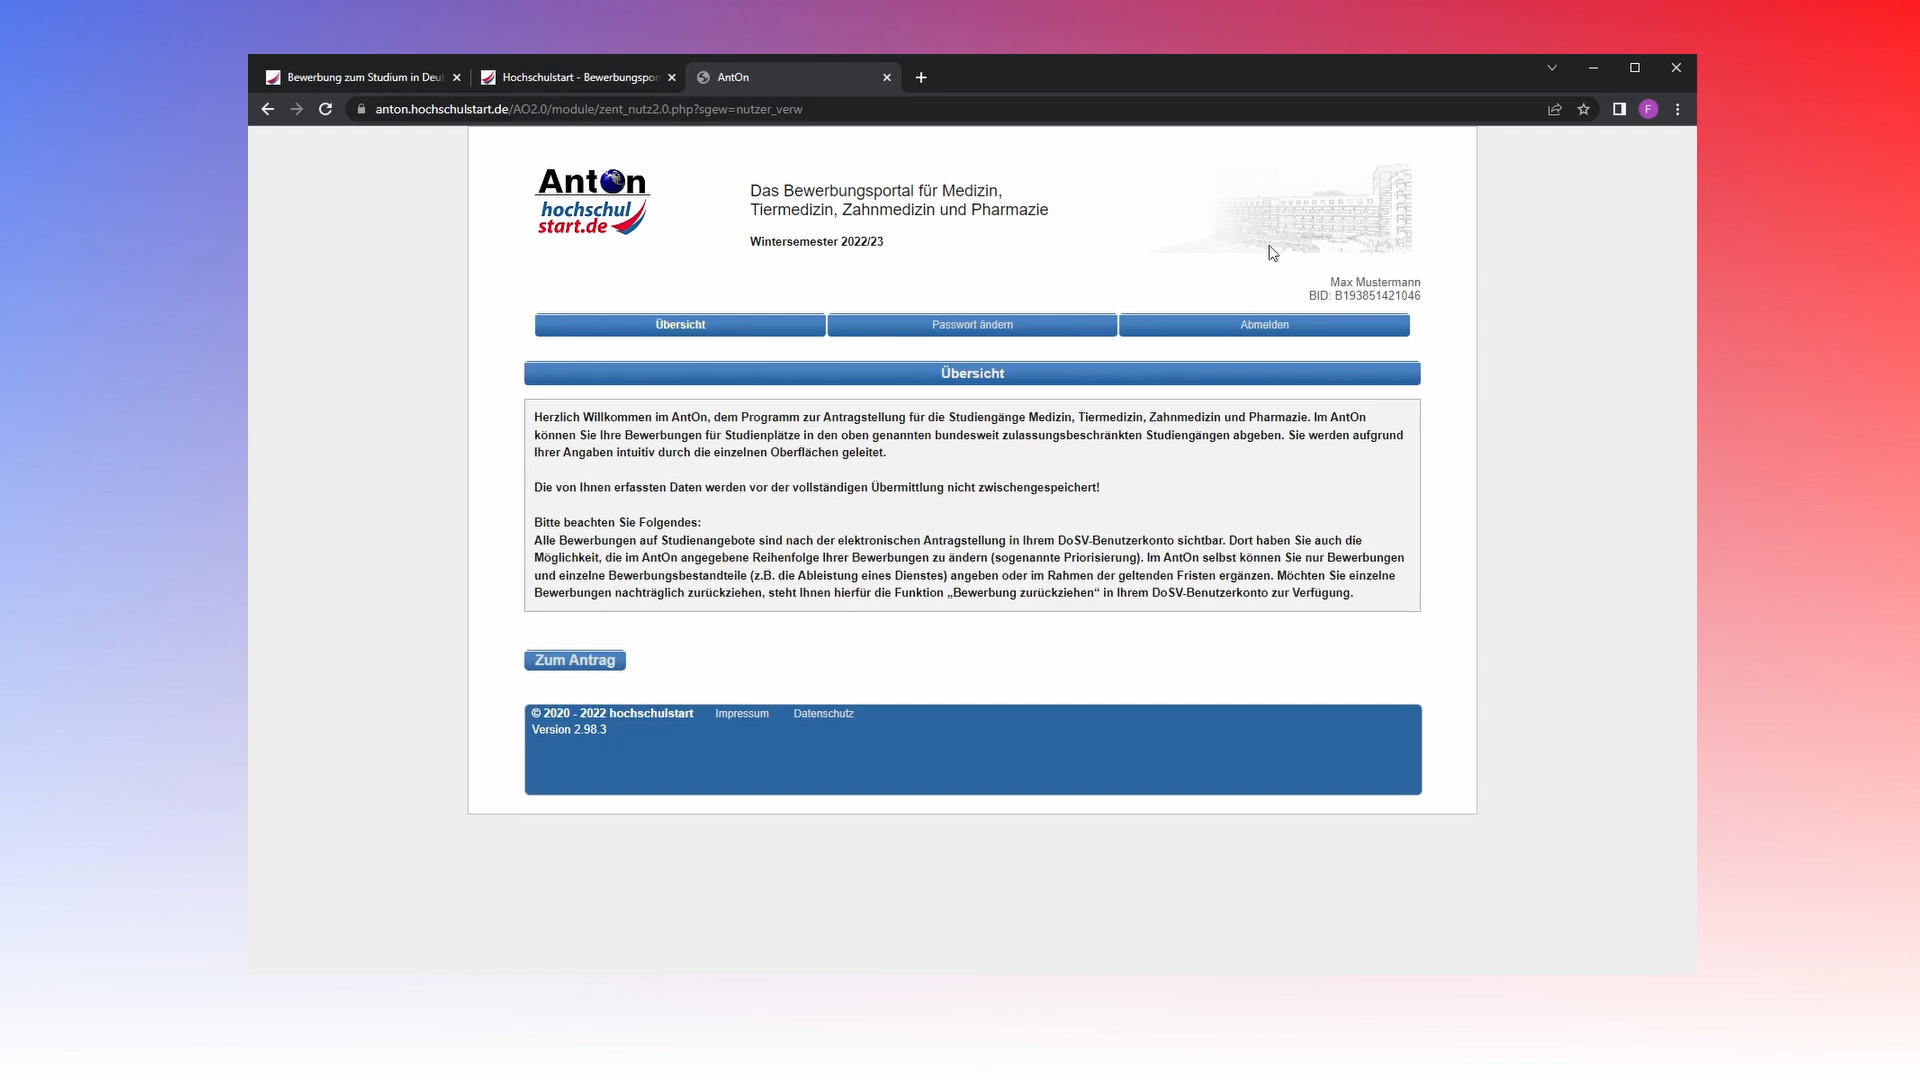 Bewerbung zum Studium in Deu
Hochschulstart - Bewerbungspor
AntOn
anton.hochschulstart.de/AO2.0/module/zent_nutz2.0.php?sgew=nutzer_verw
F
AntOn
hochschul
start.de
Das Bewerbungsportal für Medizin,
Tiermedizin, Zahnmedizin und Pharmazie
Wintersemester 2022/23
Max Mustermann
BID: B193851421046
Übersicht
Passwort ändern
Abmelden
Übersicht
Herzlich Willkommen im AntOn, dem Programm zur Antragstellung für die Studiengänge Medizin, Tiermedizin, Zahnmedizin und Pharmazie. Im AntOn
können Sie Ihre Bewerbungen für Studienplätze in den oben genannten bundesweit zulassungsbeschränkten Studiengängen abgeben. Sie werden aufgrund
Ihrer Angaben intuitiv durch die einzelnen Oberflächen geleitet.
Die von Ihnen erfassten Daten werden vor der vollständigen Übermittlung nicht zwischengespeichert!
Bitte beachten Sie Folgendes:
Alle Bewerbungen auf Studienangebote sind nach der elektronischen Antragstellung in Ihrem DoSV-Benutzerkonto sichtbar. Dort haben Sie auch die
Möglichkeit, die im AntOn angegebene Reihenfolge Ihrer Bewerbungen zu ändern (sogenannte Priorisierung). Im AntOn selbst können Sie nur Bewerbungen
und einzelne Bewerbungsbestandteile (z.B. die Ableistung eines Dienstes) angeben oder im Rahmen der geltenden Fristen ergänzen. Möchten Sie einzelne
Bewerbungen nachträglich zurückziehen, steht Ihnen hierfür die Funktion „Bewerbung zurückziehen“ in Ihrem DoSV-Benutzerkonto zur Verfügung.
Zum Antrag
© 2020 - 2022 hochschulstart Impressum Datenschutz
Version 2.98.3